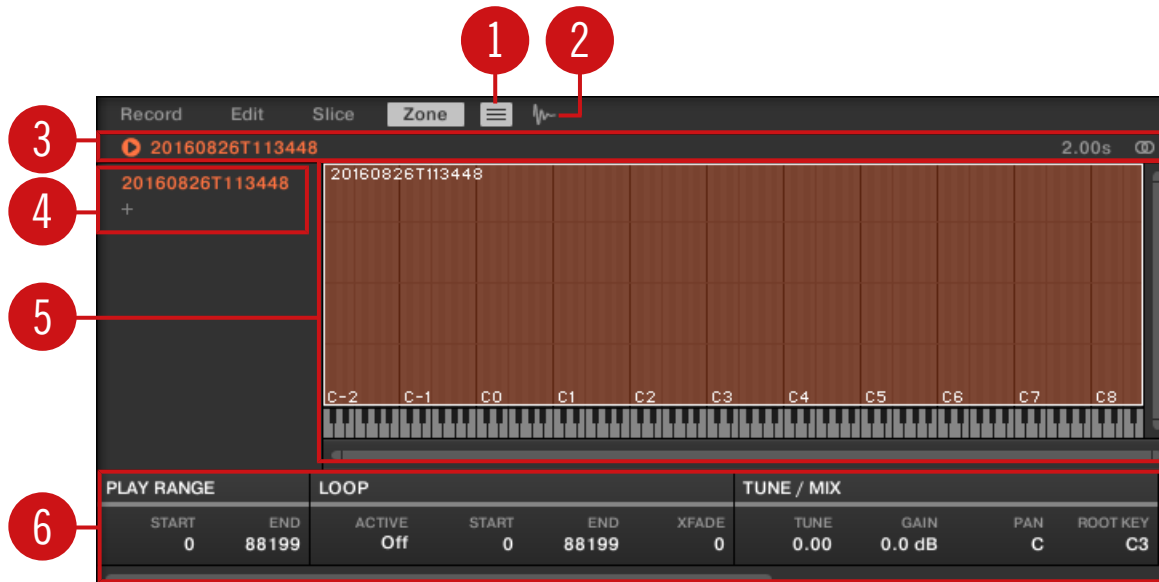 1 2
Record Edit Slice Zone
3
20160826T113448 2.00s
4
20160826T113448
+
20160826T113448
5
C-2 C-1 C0 C1 C2 C3 C4 C5 C6 C7 C8
6
PLAY RANGE LOOP TUNE / MIX
START END ACTIVE START END XFADE TUNE GAIN PAN ROOT KEY
0 88199 Off 0 88199 0 0.00 0.0 dB C C3